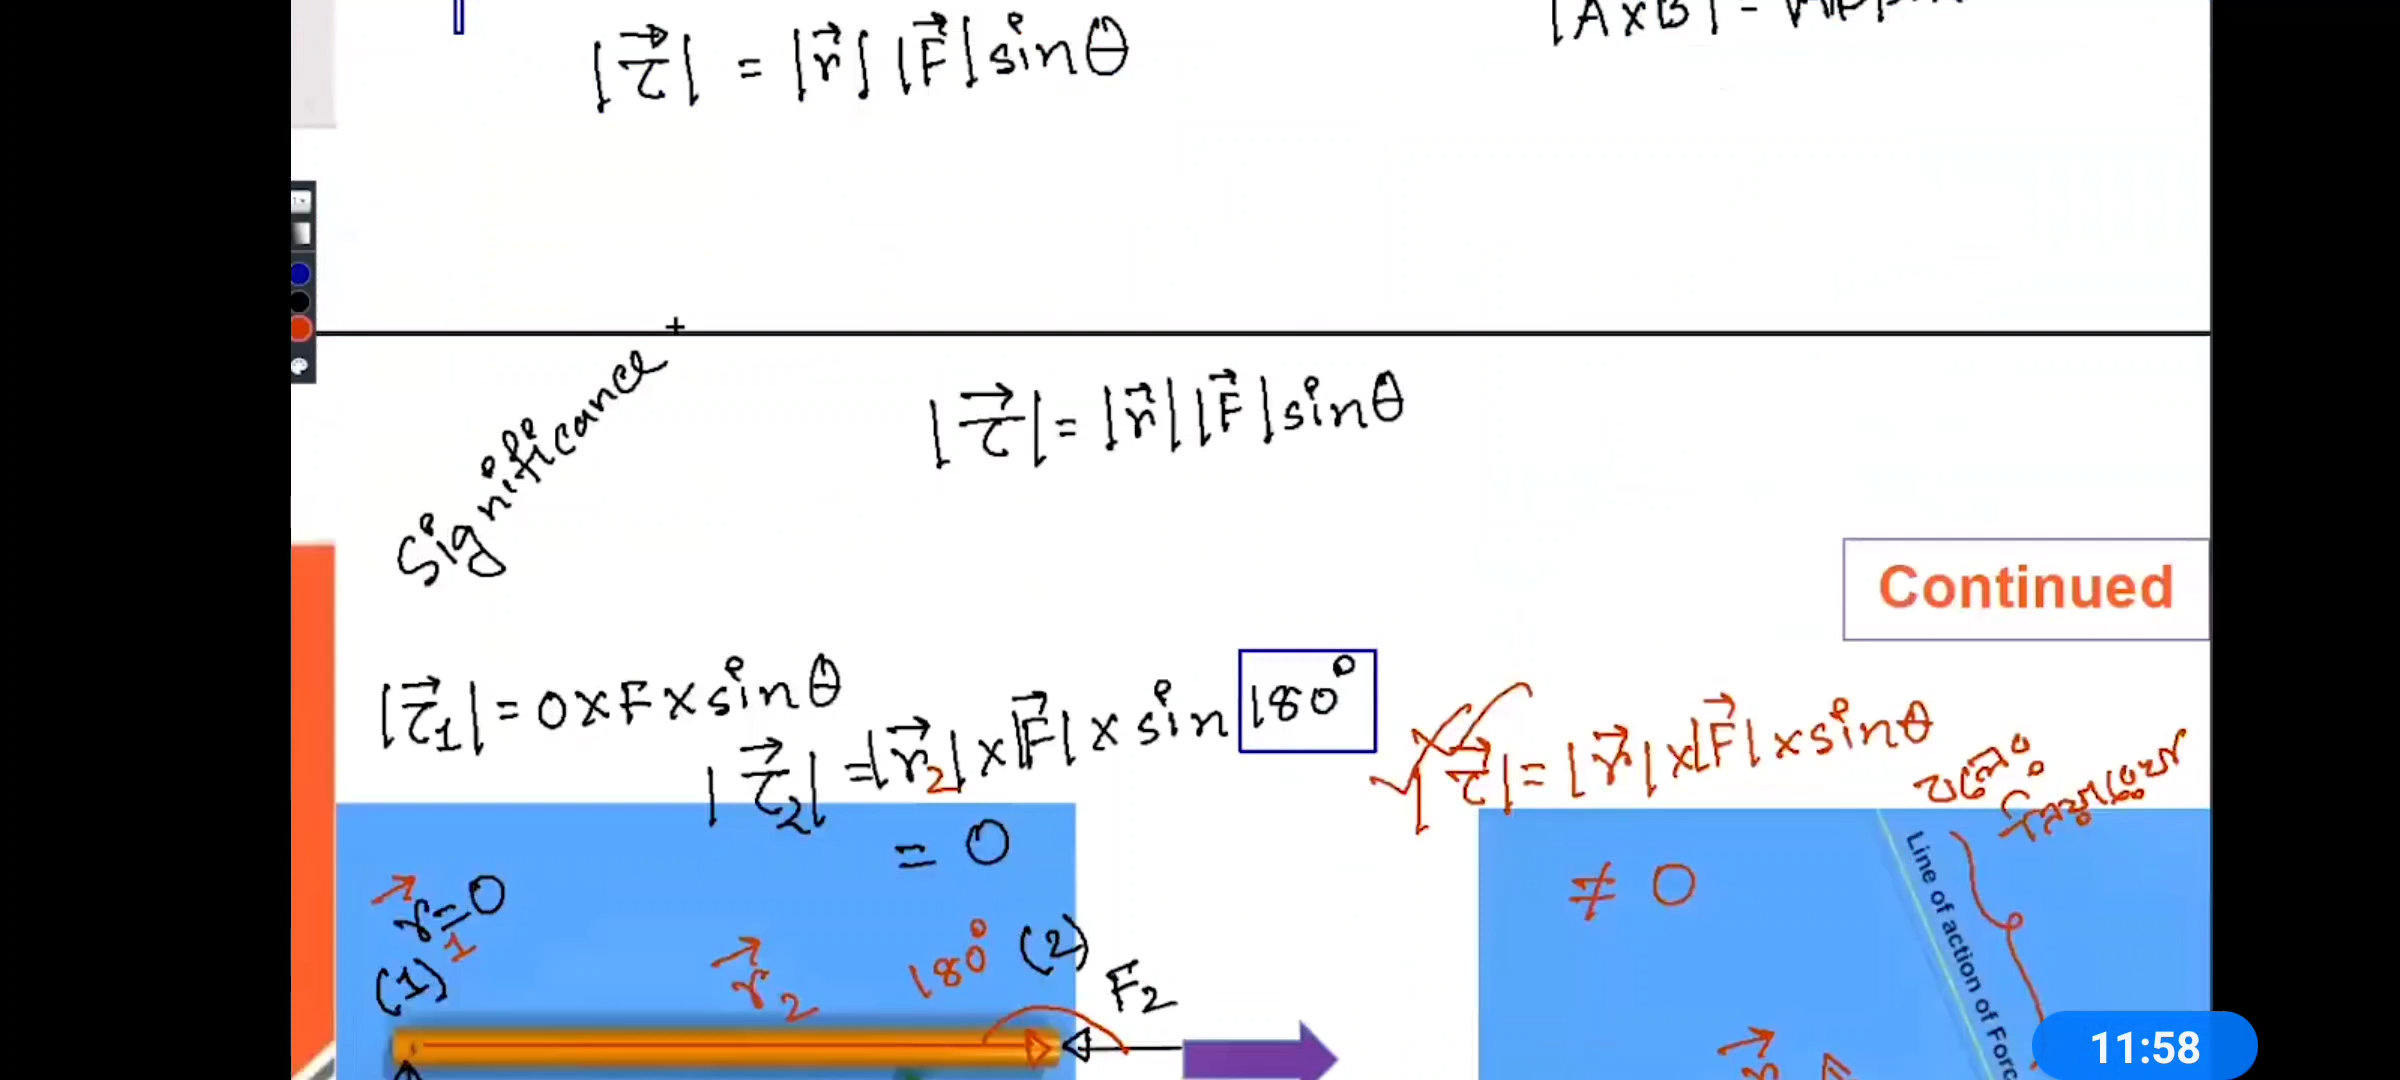 |τ⃗| = |r⃗| |F⃗| sinθ
|A×B| =
Significance
|τ⃗| = |r⃗| |F⃗| sinθ
Continued
|τ⃗₁| = 0×F×sinθ
|τ⃗₂| = |r⃗₂|×|F⃗|×sin 180°
= 0
|τ⃗| = |r⃗|×|F⃗|×sinθ
≠ 0
Line of action of Forc
r⃗₁ = 0
(1)
r⃗₂
180°
(2)
F₂
r⃗
11:58